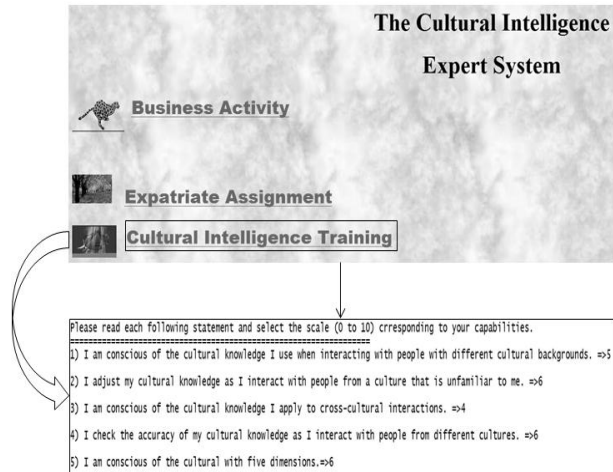 The Cultural Intelligence
Expert System
Business Activity
Expatriate Assignment
Cultural Intelligence Training
Please read each following statement and select the scale (0 to 10) crresponding to your capabilities.
==========================================================
1) I am conscious of the cultural knowledge I use when interacting with people with different cultural backgrounds. =>5
2) I adjust my cultural knowledge as I interact with people from a culture that is unfamiliar to me. =>6
3) I am conscious of the cultural knowledge I apply to cross-cultural interactions. =>4
4) I check the accuracy of my cultural knowledge as I interact with people from different cultures. =>6
5) I am conscious of the cultural with five dimensions.=>6